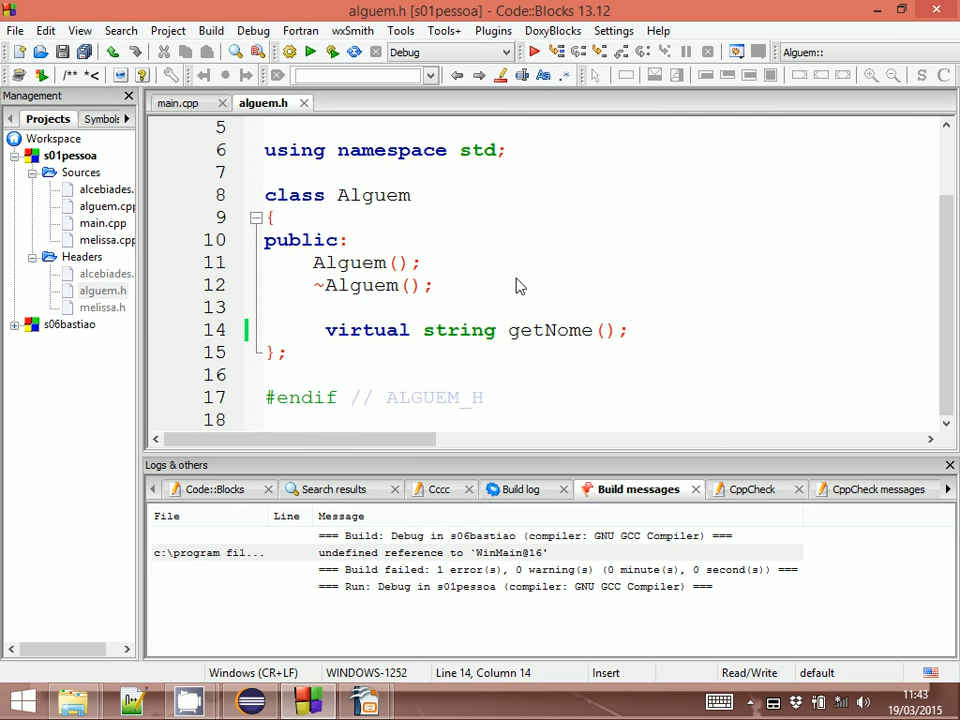 alguem.h [s01pessoa] - Code::Blocks 13.12
File Edit View Search Project Build Debug Fortran wxSmith Tools Tools+ Plugins DoxyBlocks Settings Help
Debug Alguem::
/** *<
Management
main.cpp alguem.h
Projects Symbols
Workspace
s01pessoa
Sources
alcebiades.
alguem.cpp
main.cpp
melissa.cpp
Headers
alcebiades.
alguem.h
melissa.h
s06bastiao
5
6 using namespace std;
7
8 class Alguem
9 {
10 public:
11 Alguem();
12 ~Alguem();
13
14 virtual string getNome();
15 };
16
17 #endif // ALGUEM_H
18
Logs & others
Code::Blocks Search results Cccc Build log Build messages CppCheck CppCheck messages
File Line Message
=== Build: Debug in s06bastiao (compiler: GNU GCC Compiler) ===
c:\program fil... undefined reference to `WinMain@16'
=== Build failed: 1 error(s), 0 warning(s) (0 minute(s), 0 second(s)) ===
=== Run: Debug in s01pessoa (compiler: GNU GCC Compiler) ===
Windows (CR+LF) WINDOWS-1252 Line 14, Column 14 Insert Read/Write default
11:43
19/03/2015